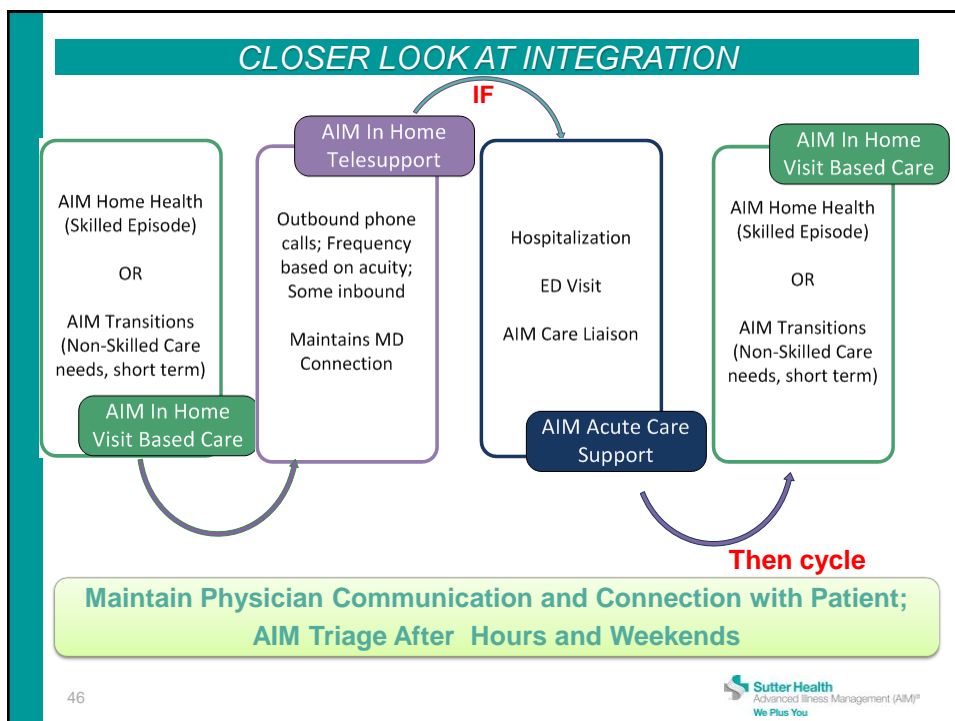 CLOSER LOOK AT INTEGRATION
IF
AIM Home Health
(Skilled Episode)
OR
AIM Transitions
(Non-Skilled Care
needs, short term)
AIM In Home
Visit Based Care
AIM In Home
Telesupport
Outbound phone
calls; Frequency
based on acuity;
Some inbound
Maintains MD
Connection
Hospitalization
ED Visit
AIM Care Liaison
AIM Acute Care
Support
AIM In Home
Visit Based Care
AIM Home Health
(Skilled Episode)
OR
AIM Transitions
(Non-Skilled Care
needs, short term)
Then cycle
Maintain Physician Communication and Connection with Patient;
AIM Triage After Hours and Weekends
46
Sutter Health
Advanced Illness Management (AIM)®
We Plus You